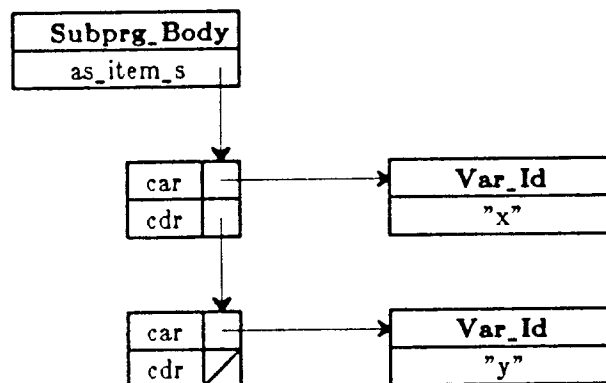 Subprg_Body
as_item_s
car
Var_Id
cdr
"x"
car
Var_Id
cdr
"y"